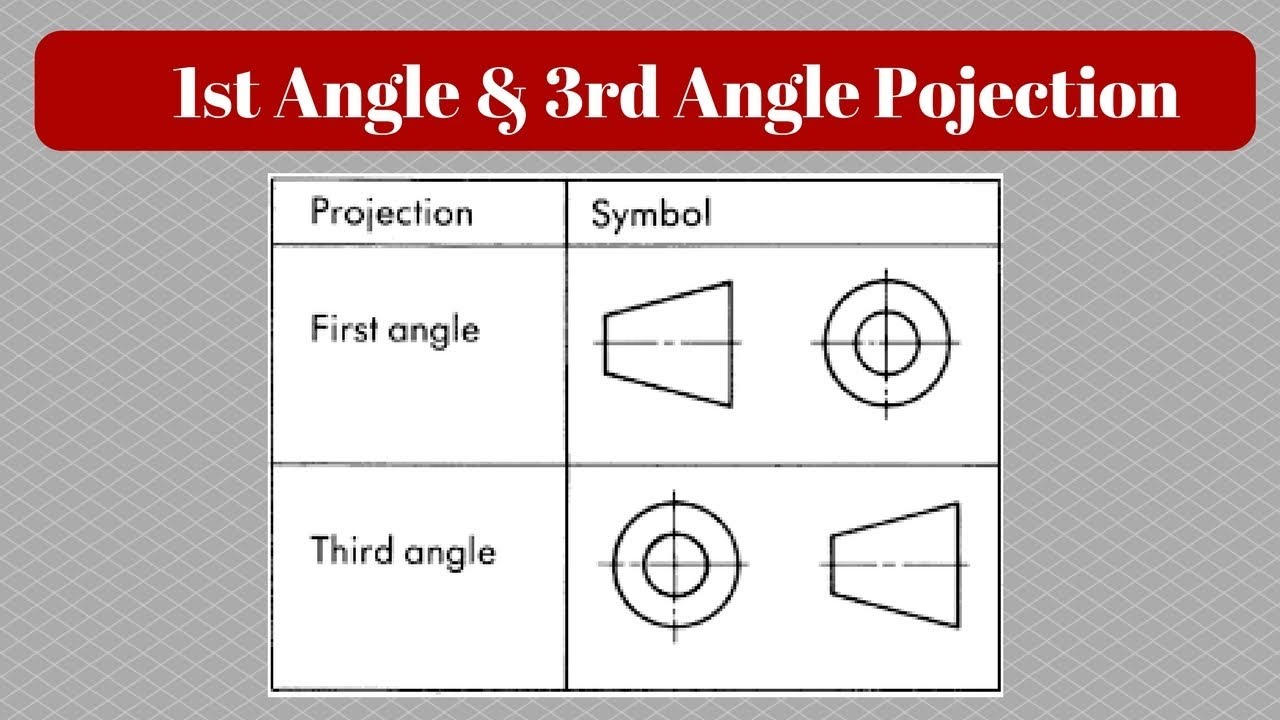 1st Angle & 3rd Angle Pojection
Projection Symbol
First angle
Third angle